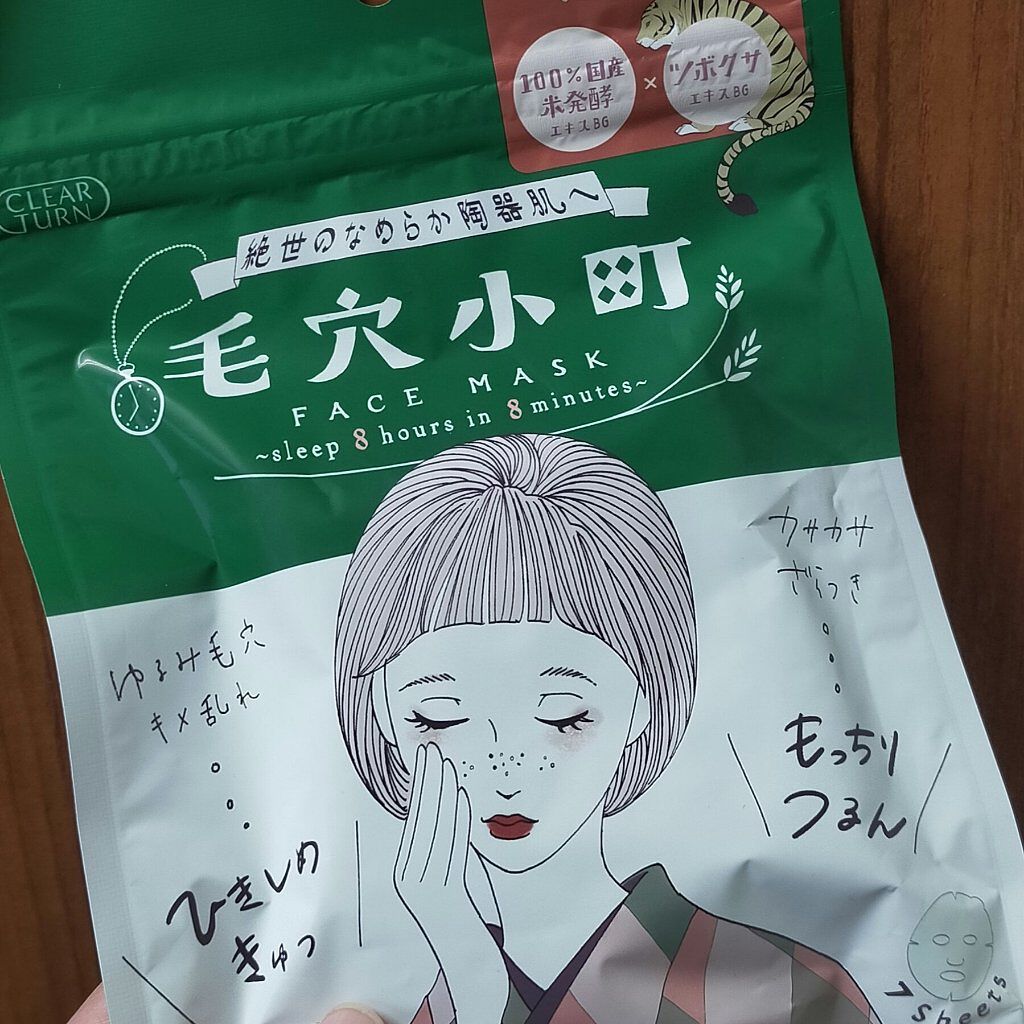 100%国産
米発酵
エキスBG
×
ツボクサ
エキスBG
CICA
CLEAR
TURN
絶世のなめらか陶器肌へ
毛穴小町
FACE MASK
~sleep 8 hours in 8 minutes~
カサカサ
ざらつき
ゆるみ毛穴
キメ乱れ
もっちり
つるん
ひきしめ
きゅっ
7 Sheets